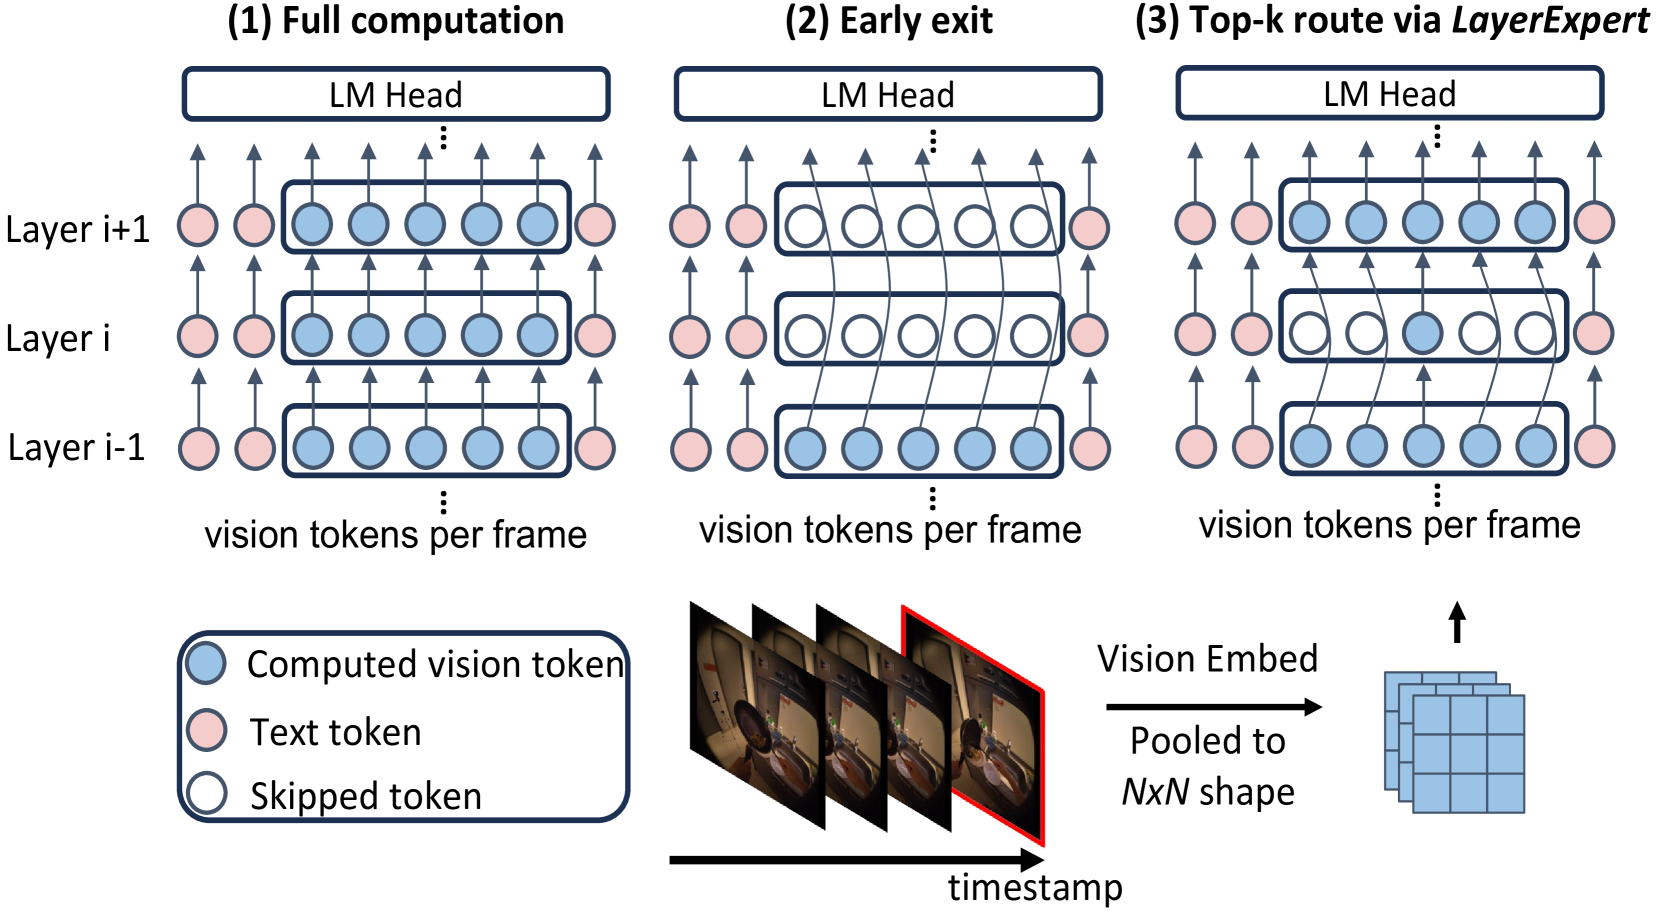 (1) Full computation
(2) Early exit
(3) Top-k route via LayerExpert
LM Head
LM Head
LM Head
Layer i+1
Layer i
Layer i-1
vision tokens per frame
vision tokens per frame
vision tokens per frame
Computed vision token
Text token
Skipped token
Vision Embed
Pooled to
NxN shape
timestamp